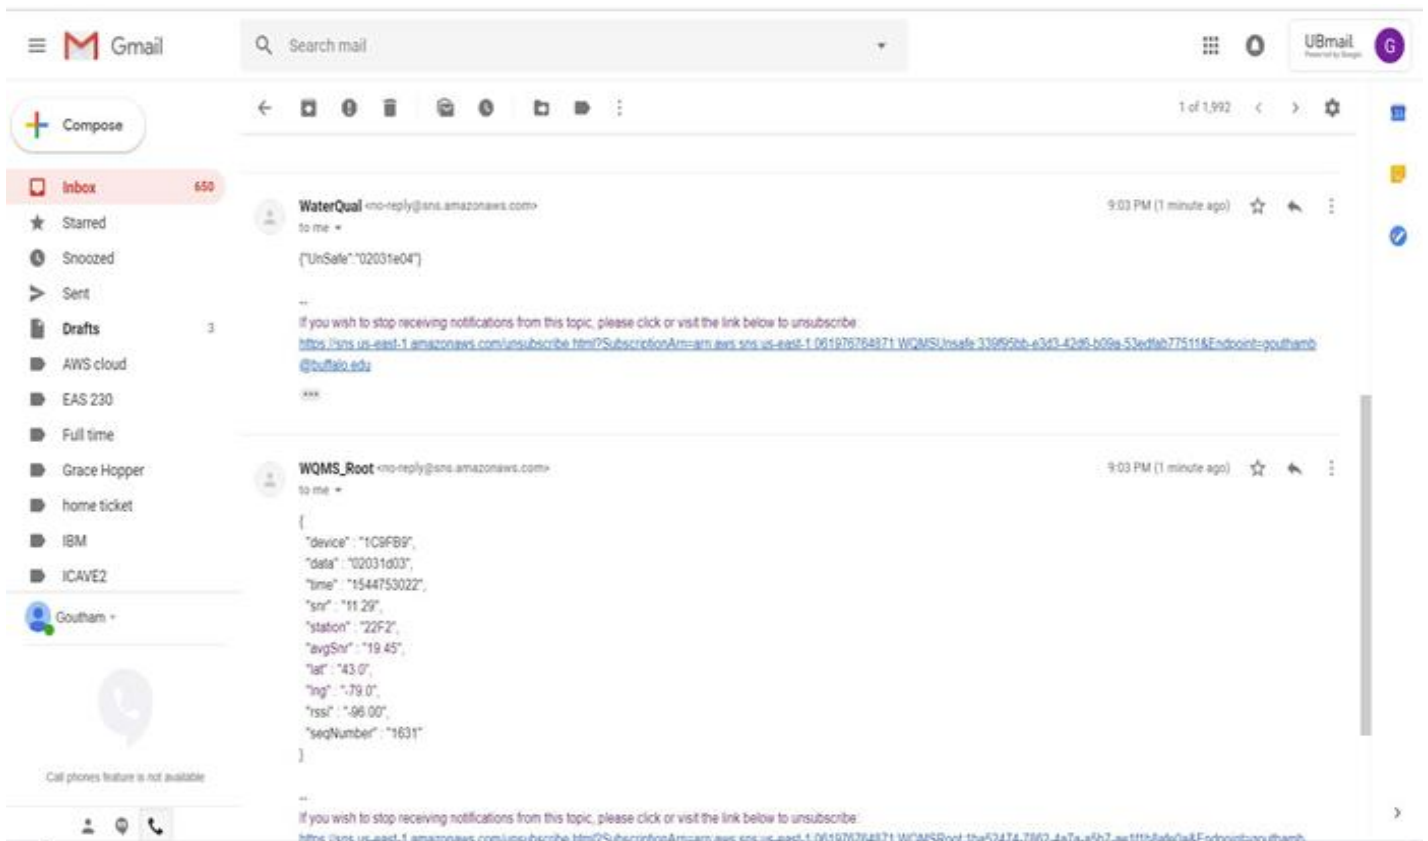 Gmail
Search mail
UBmail
Powered by Google
G
Compose
1 of 1,992
Inbox 650
Starred
Snoozed
Sent
Drafts 3
AWS cloud
EAS 230
Full time
Grace Hopper
home ticket
IBM
ICAVE2
Goutham
Call phones feature is not available
WaterQual <no-reply@sns.amazonaws.com>
9:03 PM (1 minute ago)
to me
{"UnSafe":"02031e04"}
--
If you wish to stop receiving notifications from this topic, please click or visit the link below to unsubscribe:
@buffalo.edu
WQMS_Root <no-reply@sns.amazonaws.com>
9:03 PM (1 minute ago)
to me
{
"device" : "1C9FB9",
"data" : "02031d03",
"time" : "1544753022",
"snr" : "11.29",
"station" : "22F2",
"avgSnr" : "19.45",
"lat" : "43.0",
"lng" : "-79.0",
"rssi" : "-96.00",
"seqNumber" : "1631"
}
--
If you wish to stop receiving notifications from this topic, please click or visit the link below to unsubscribe: